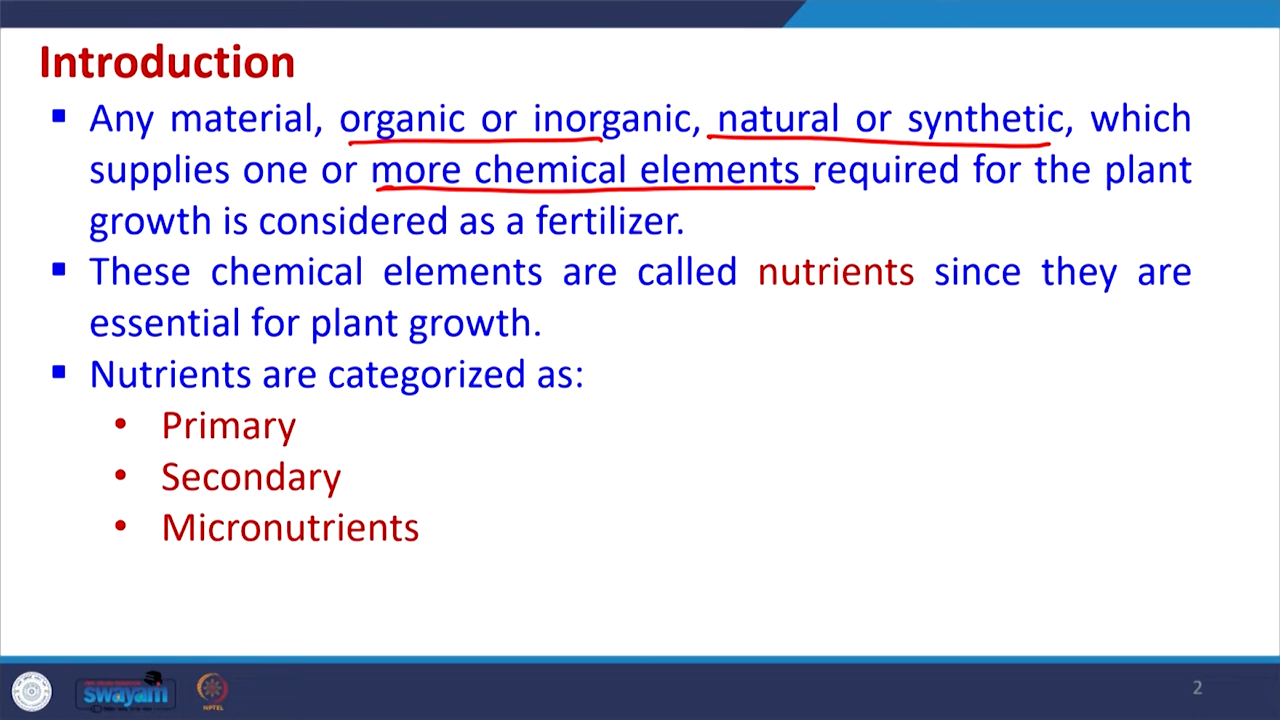 Introduction
▪ Any material, organic or inorganic, natural or synthetic, which
supplies one or more chemical elements required for the plant
growth is considered as a fertilizer.
▪ These chemical elements are called nutrients since they are
essential for plant growth.
▪ Nutrients are categorized as:
• Primary
• Secondary
• Micronutrients
swayam
NPTEL
2